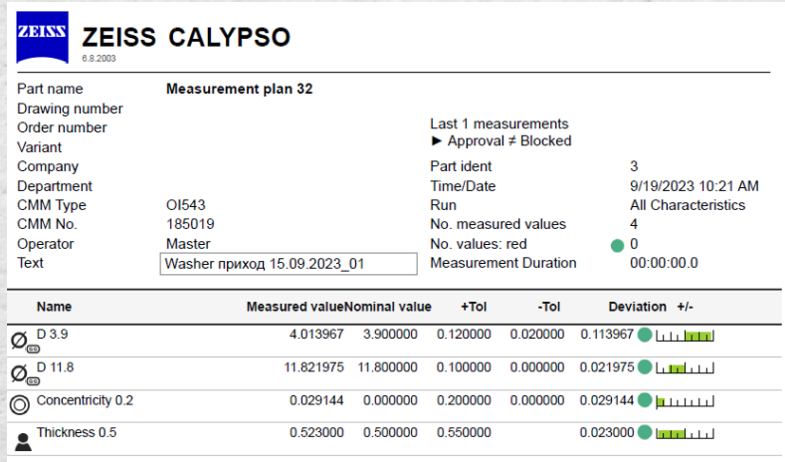 ZEISS
ZEISS CALYPSO
6.8.2003
Part name Measurement plan 32
Drawing number
Order number Last 1 measurements
Variant ► Approval ≠ Blocked
Company Part ident 3
Department Time/Date 9/19/2023 10:21 AM
CMM Type OI543 Run All Characteristics
CMM No. 185019 No. measured values 4
Operator Master No. values: red 0
Text Washer приход 15.09.2023_01 Measurement Duration 00:00:00.0
Name Measured value Nominal value +Tol -Tol Deviation +/-
D 3.9 4.013967 3.900000 0.120000 0.020000 0.113967
D 11.8 11.821975 11.800000 0.100000 0.000000 0.021975
Concentricity 0.2 0.029144 0.000000 0.200000 0.000000 0.029144
Thickness 0.5 0.523000 0.500000 0.550000 0.023000